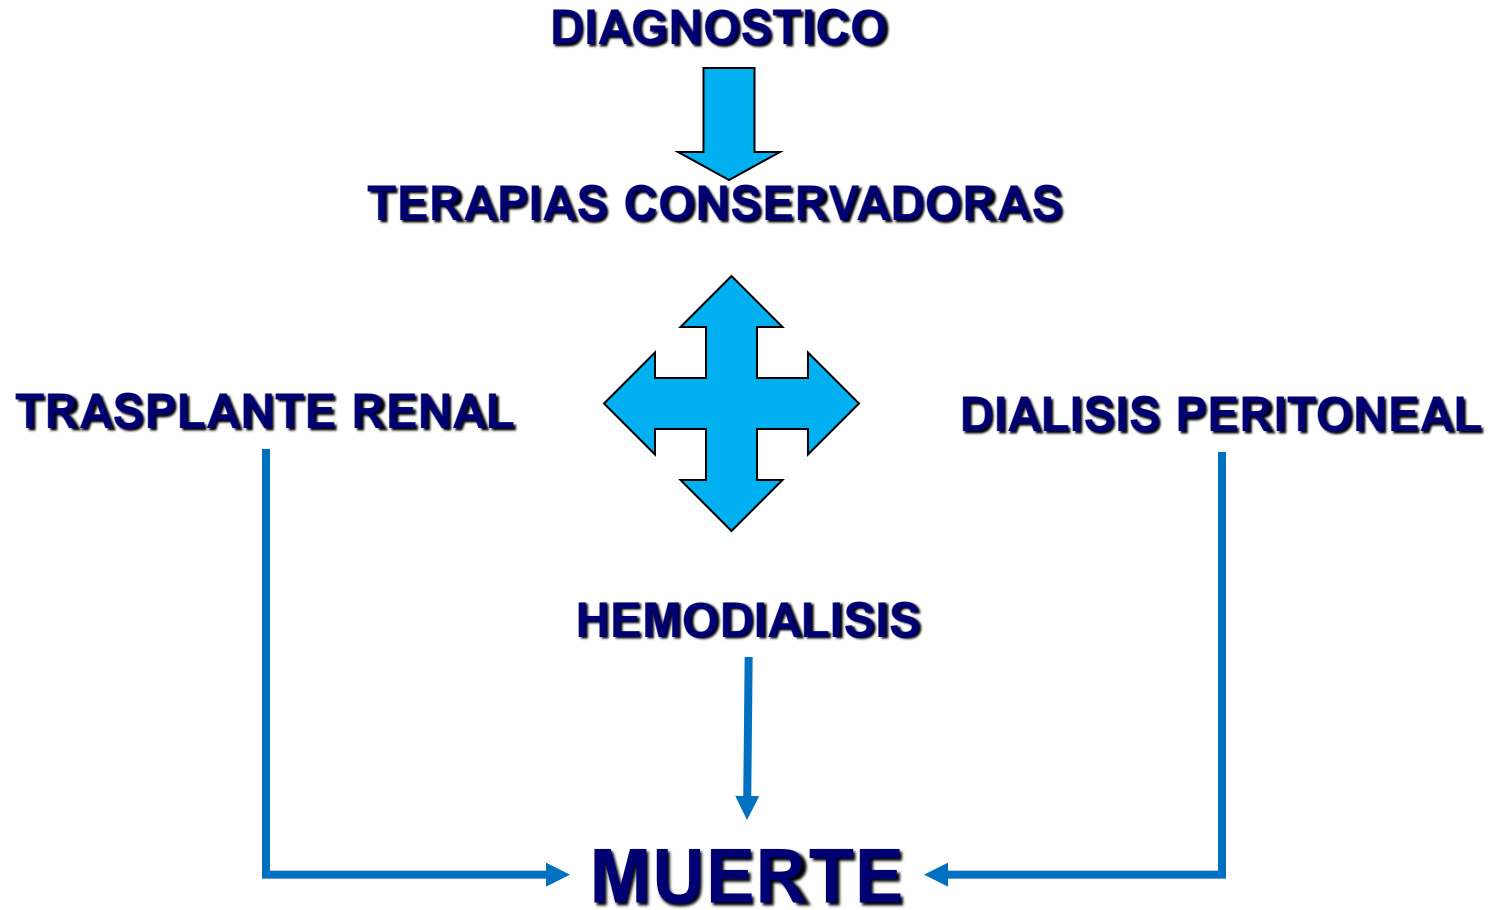 DIAGNOSTICO
TERAPIAS CONSERVADORAS
TRASPLANTE RENAL
DIALISIS PERITONEAL
HEMODIALISIS
MUERTE